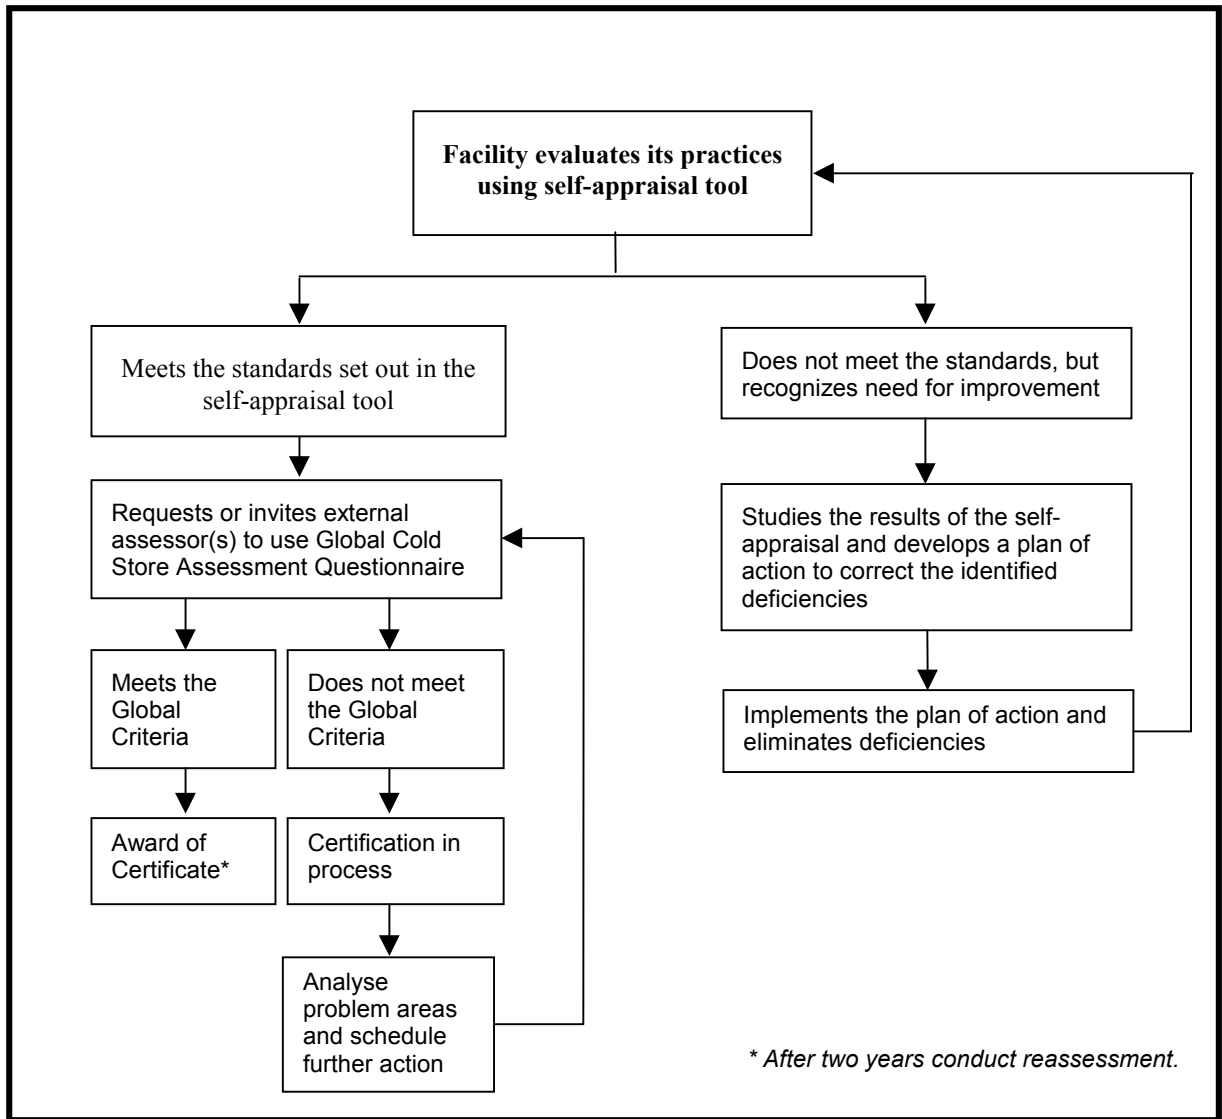 Facility evaluates its practices
using self-appraisal tool
Meets the standards set out in the
self-appraisal tool
Requests or invites external
assessor(s) to use Global Cold
Store Assessment Questionnaire
Meets the
Global
Criteria
Does not meet
the Global
Criteria
Award of
Certificate*
Certification in
process
Analyse
problem areas
and schedule
further action
Does not meet the standards, but
recognizes need for improvement
Studies the results of the self-
appraisal and develops a plan of
action to correct the identified
deficiencies
Implements the plan of action and
eliminates deficiencies
* After two years conduct reassessment.